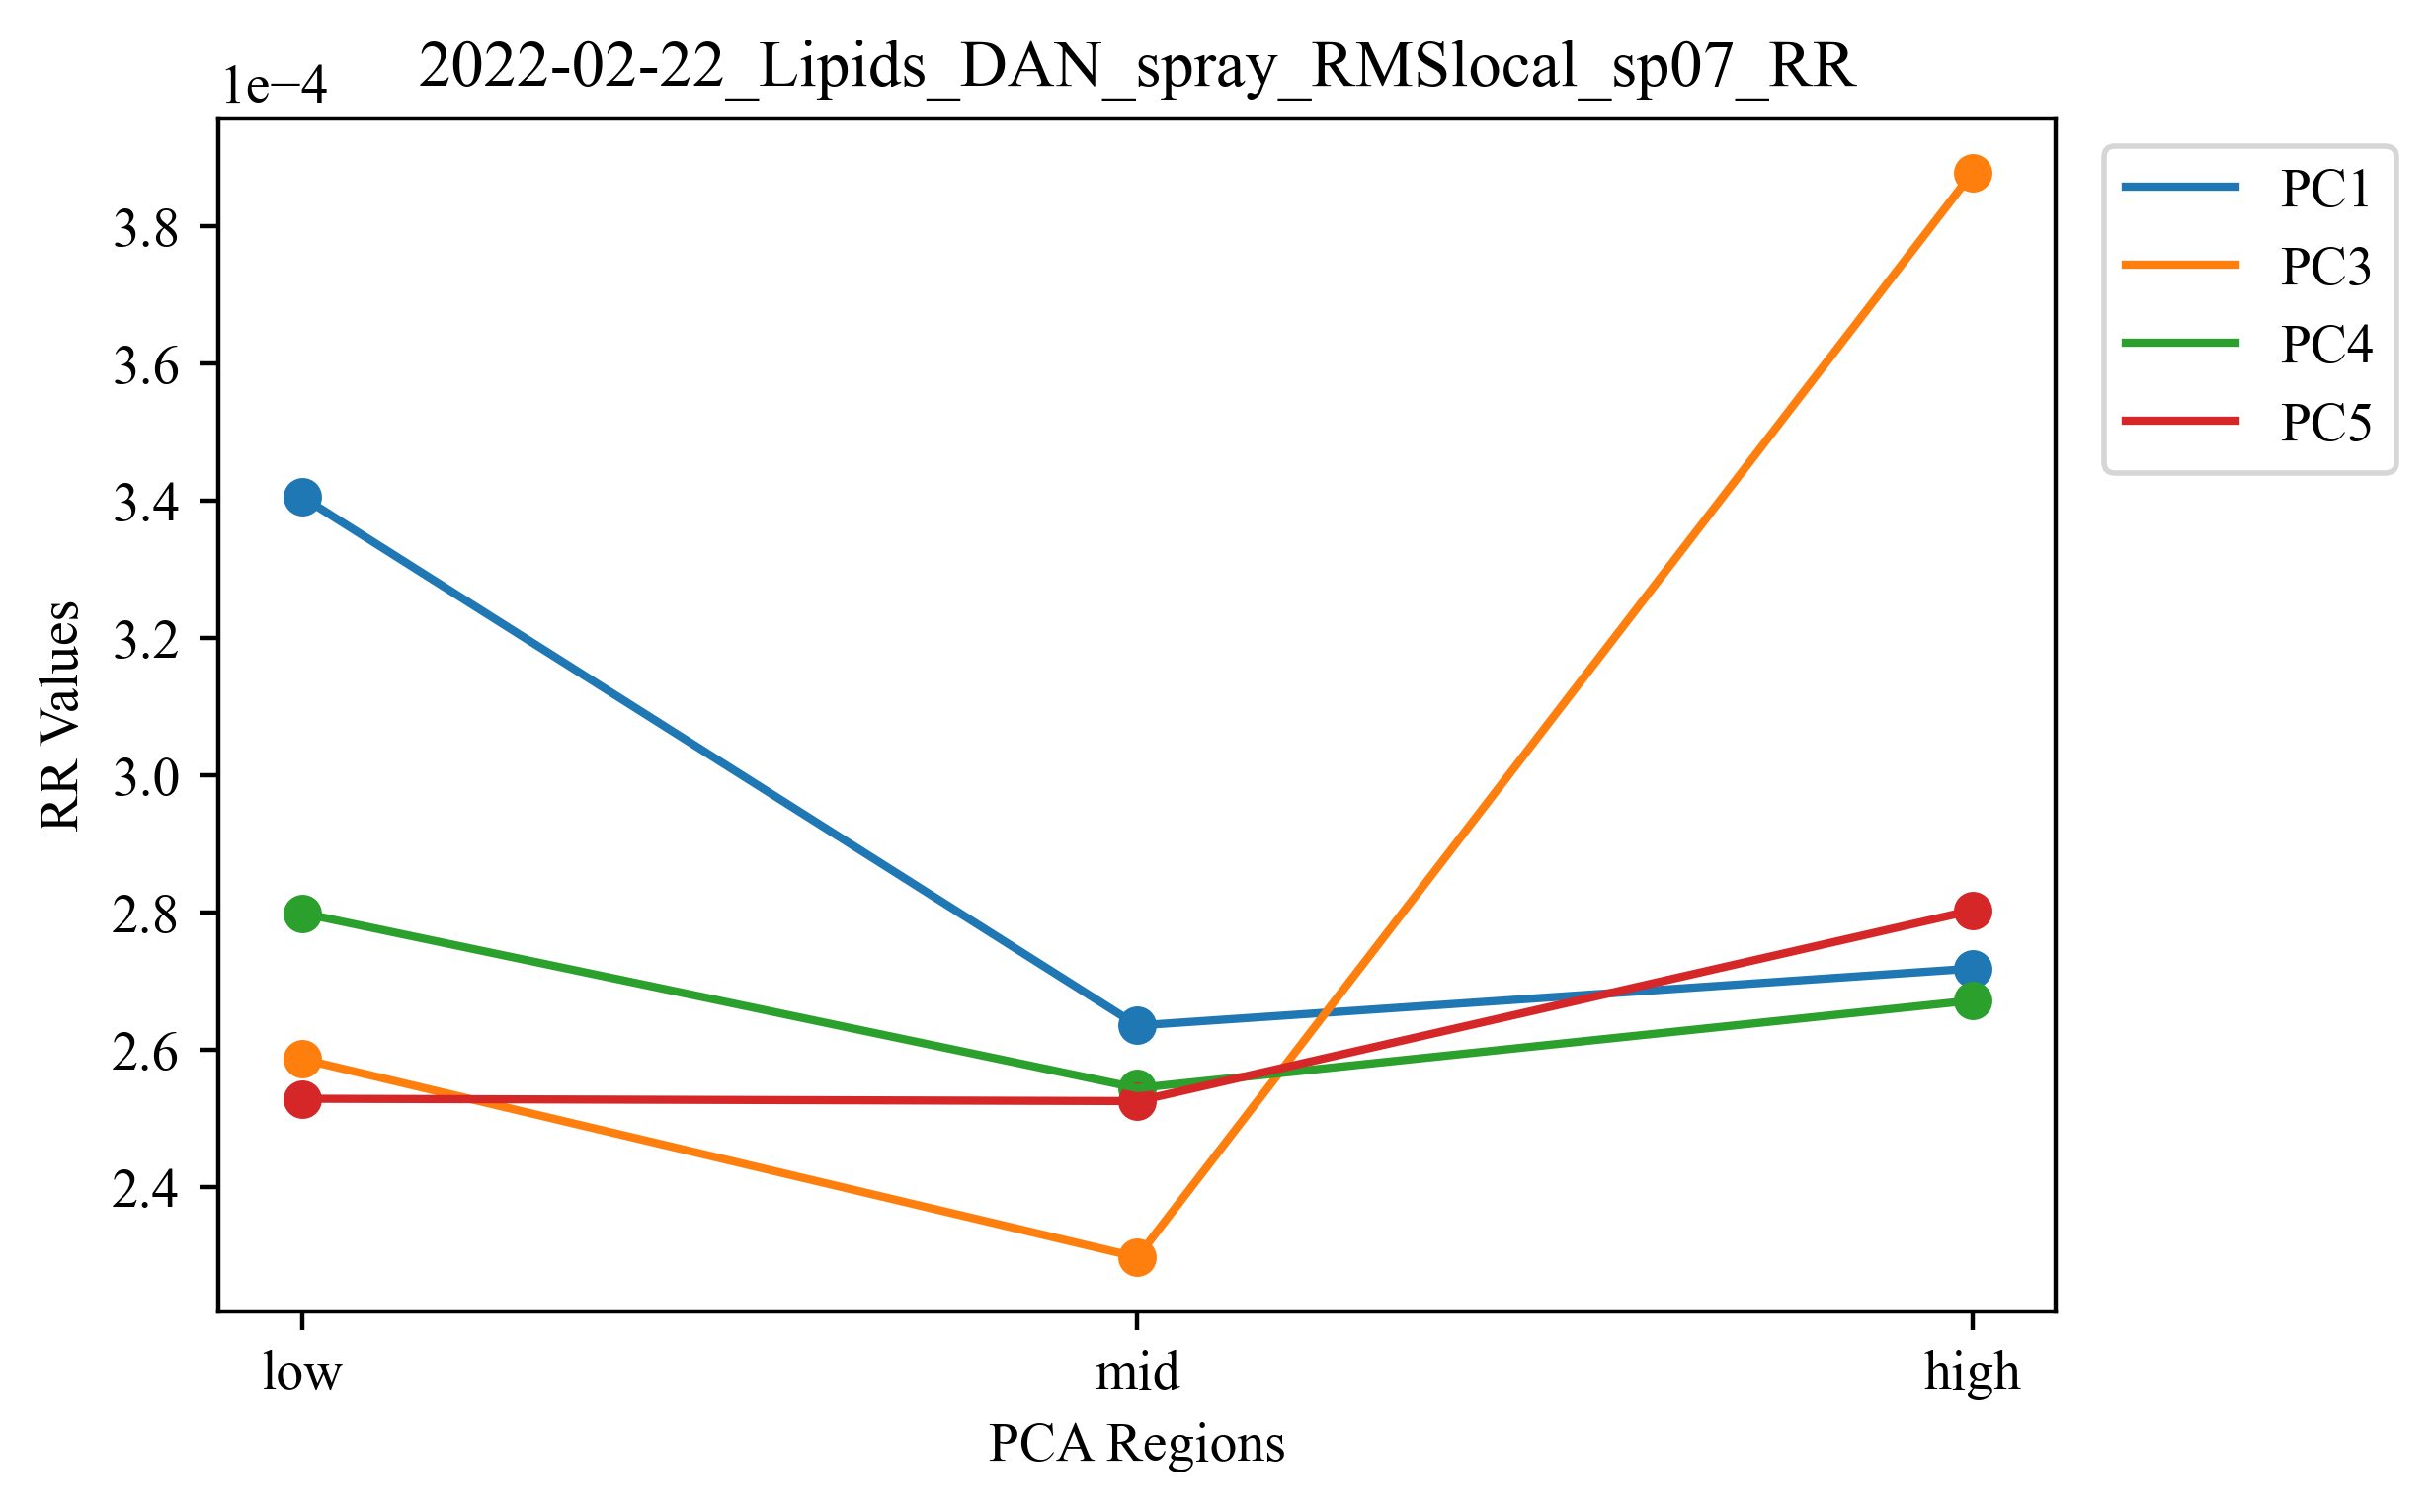 2022-02-22_Lipids_DAN_spray_RMSlocal_sp07_RR
1e−4
3.8
3.6
3.4
3.2
3.0
2.8
2.6
2.4
RR Values
low
mid
high
PCA Regions
PC1
PC3
PC4
PC5